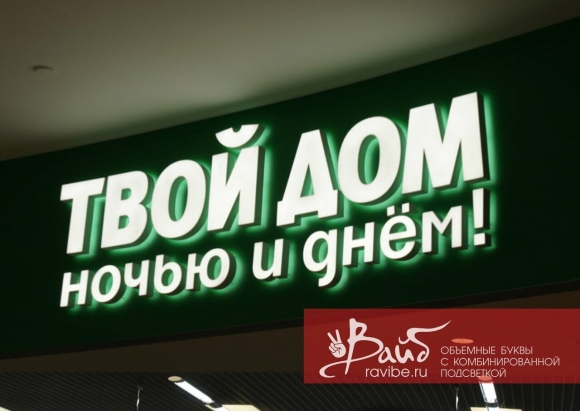 ТВОЙ ДОМ
ночью и днём!
Вайб
ravibe.ru
ОБЪЕМНЫЕ БУКВЫ
С КОМБИНИРОВАННОЙ
ПОДСВЕТКОЙ